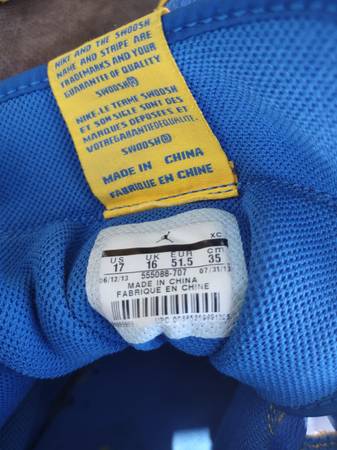 NIKE AND THE SWOOSH
NAME AND STRIPE ARE
TRADEMARKS AND YOUR
GUARANTEE OF QUALITY
SWOOSH®
NIKE.LE TERME SWOOSH
ET SON SIGLE SONT DES
MARQUES DEPOSTES ET
VOTREGARANTIEDEQUALITE.
SWOOSH®
MADE IN CHINA
FABRIQUE EN CHINE
XC
US UK EUR cm
17 16 51.5 35
06/12/13 07/31/13
555088-707
MADE IN CHINA
FABRIQUE EN CHINE